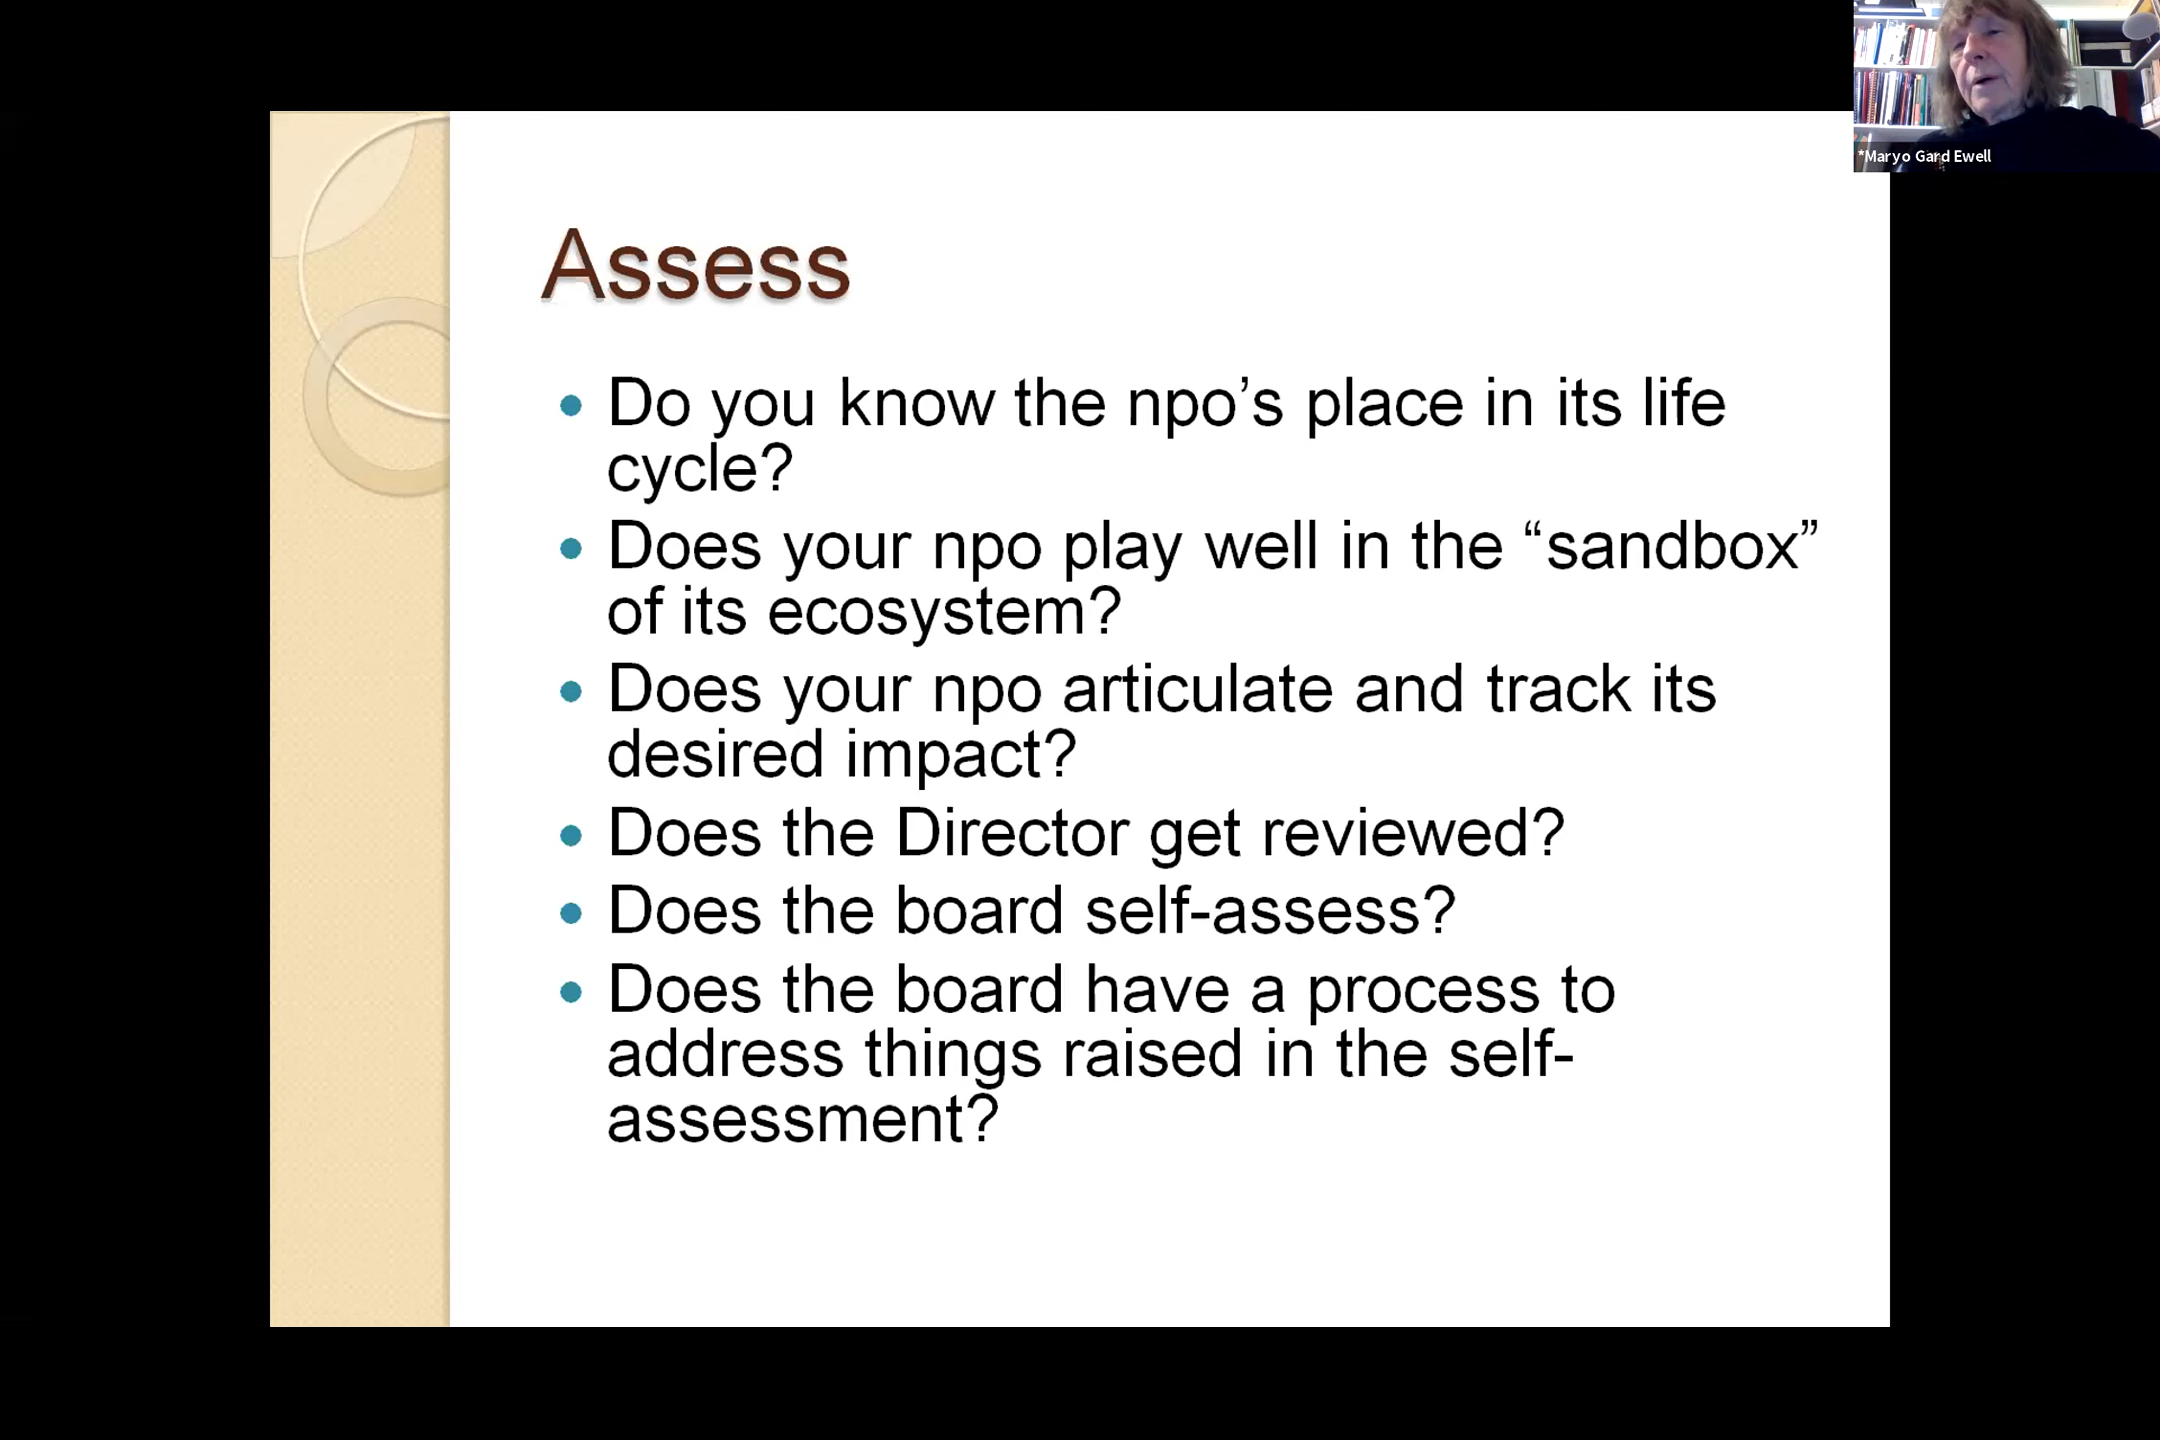 *Maryo Gard Ewell
Assess
• Do you know the npo’s place in its life
cycle?
• Does your npo play well in the “sandbox”
of its ecosystem?
• Does your npo articulate and track its
desired impact?
• Does the Director get reviewed?
• Does the board self-assess?
• Does the board have a process to
address things raised in the self-
assessment?